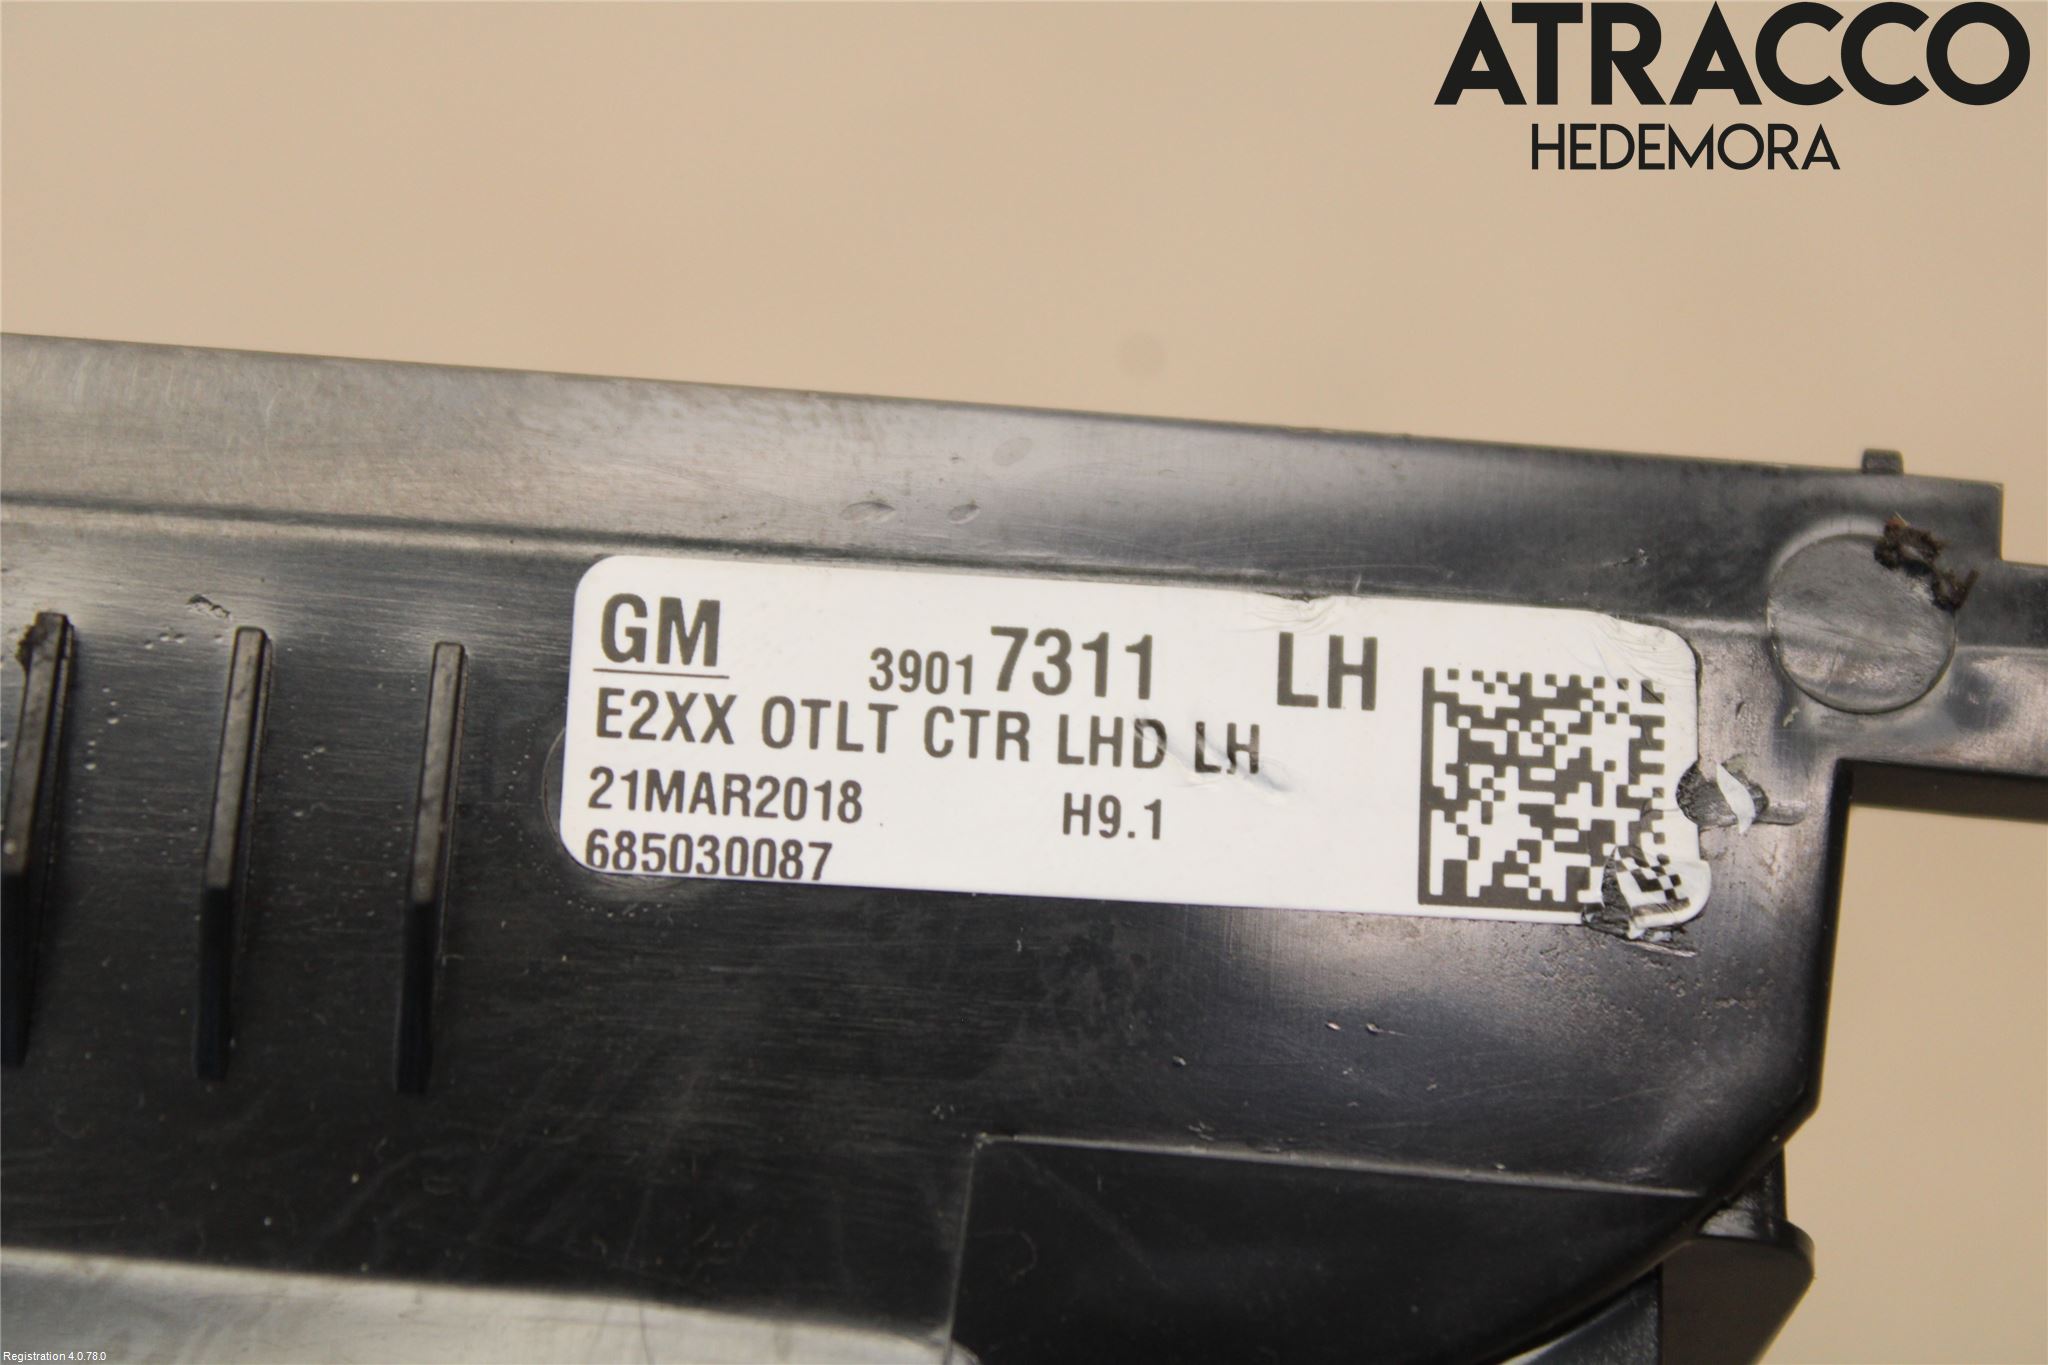 ATRACCO
HEDEMORA
GM 39017311 LH
E2XX OTLT CTR LHD LH
21MAR2018 H9.1
685030087
Registration 4.0.78.0